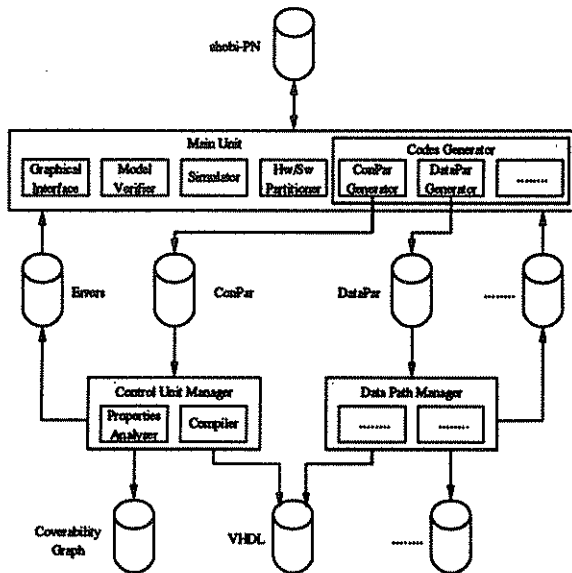 shobi-PN
Main Unit
Codes Generator
Graphical
Interface
Model
Verifier
Simulator
Hw/Sw
Partitioner
ConPar
Generator
DataPar
Generator
........
Errors
ConPar
DataPar
........
Control Unit Manager
Properties
Analyzer
Compiler
Data Path Manager
........
........
Coverability
Graph
VHDL
........